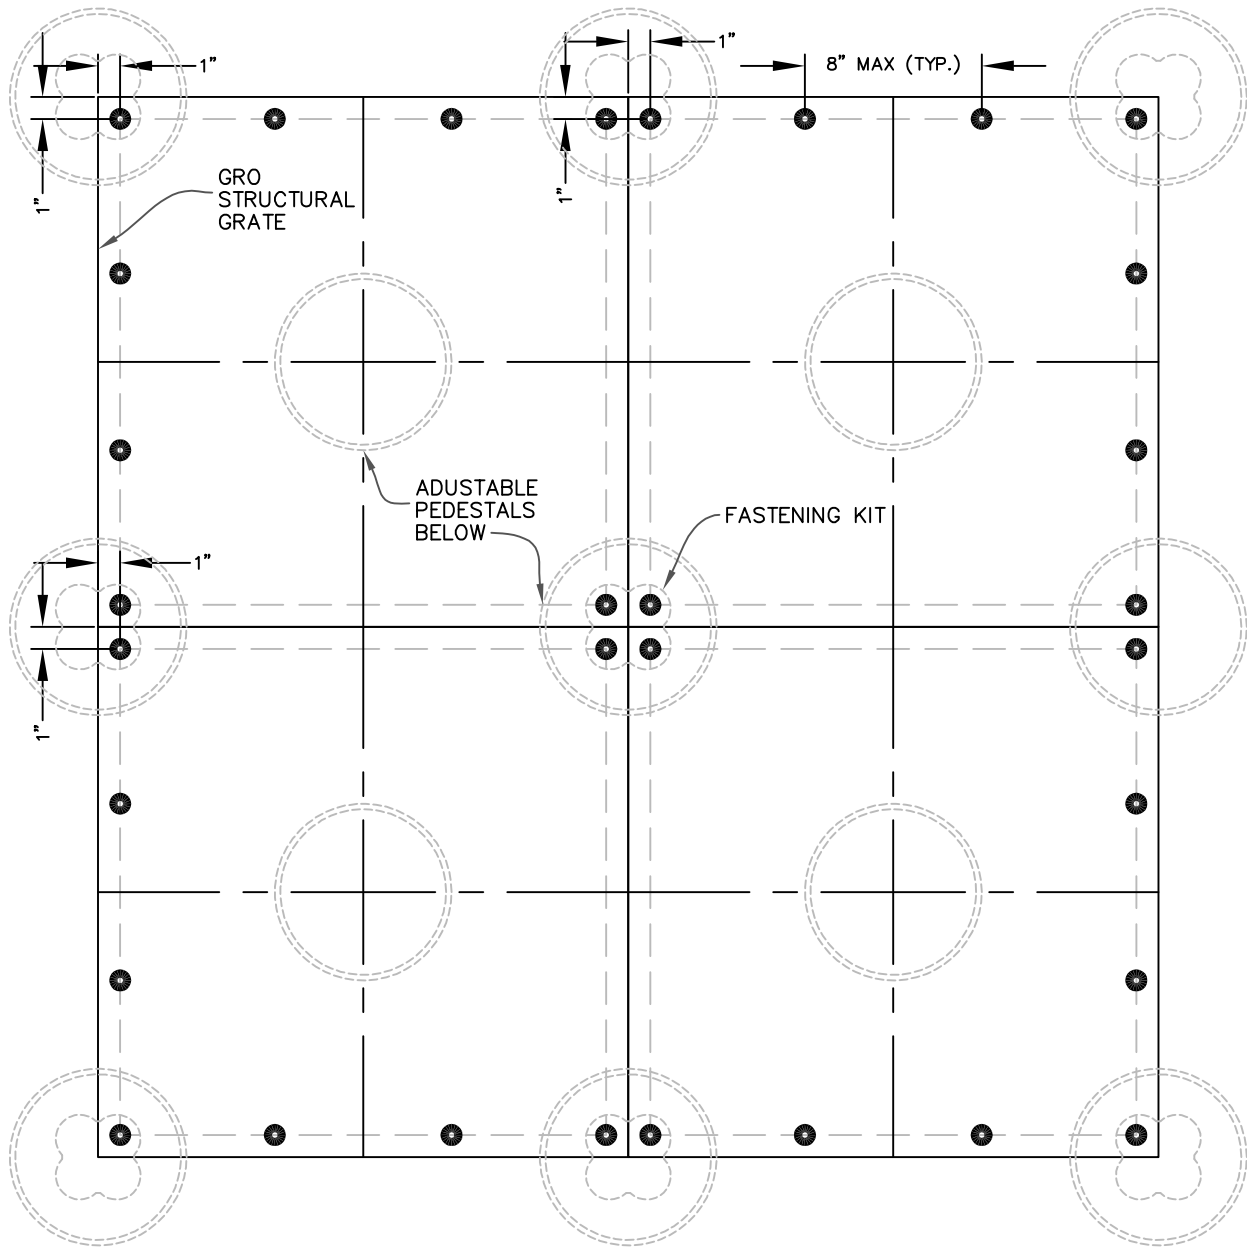 1"
1"
8" MAX (TYP.)
GRO
STRUCTURAL
GRATE
1"
1"
ADUSTABLE
PEDESTALS
BELOW
FASTENING KIT
1"
1"